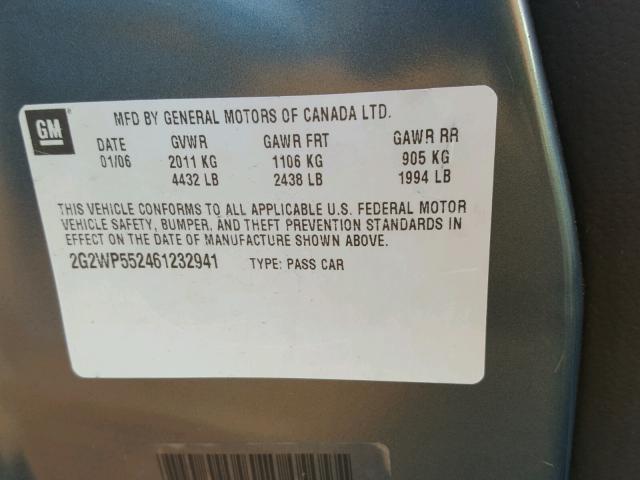 GM
MFD BY GENERAL MOTORS OF CANADA LTD.
DATE GVWR GAWR FRT GAWR RR
01/06 2011 KG 1106 KG 905 KG
4432 LB 2438 LB 1994 LB
THIS VEHICLE CONFORMS TO ALL APPLICABLE U.S. FEDERAL MOTOR
VEHICLE SAFETY, BUMPER, AND THEFT PREVENTION STANDARDS IN
EFFECT ON THE DATE OF MANUFACTURE SHOWN ABOVE.
2G2WP552461232941 TYPE: PASS CAR